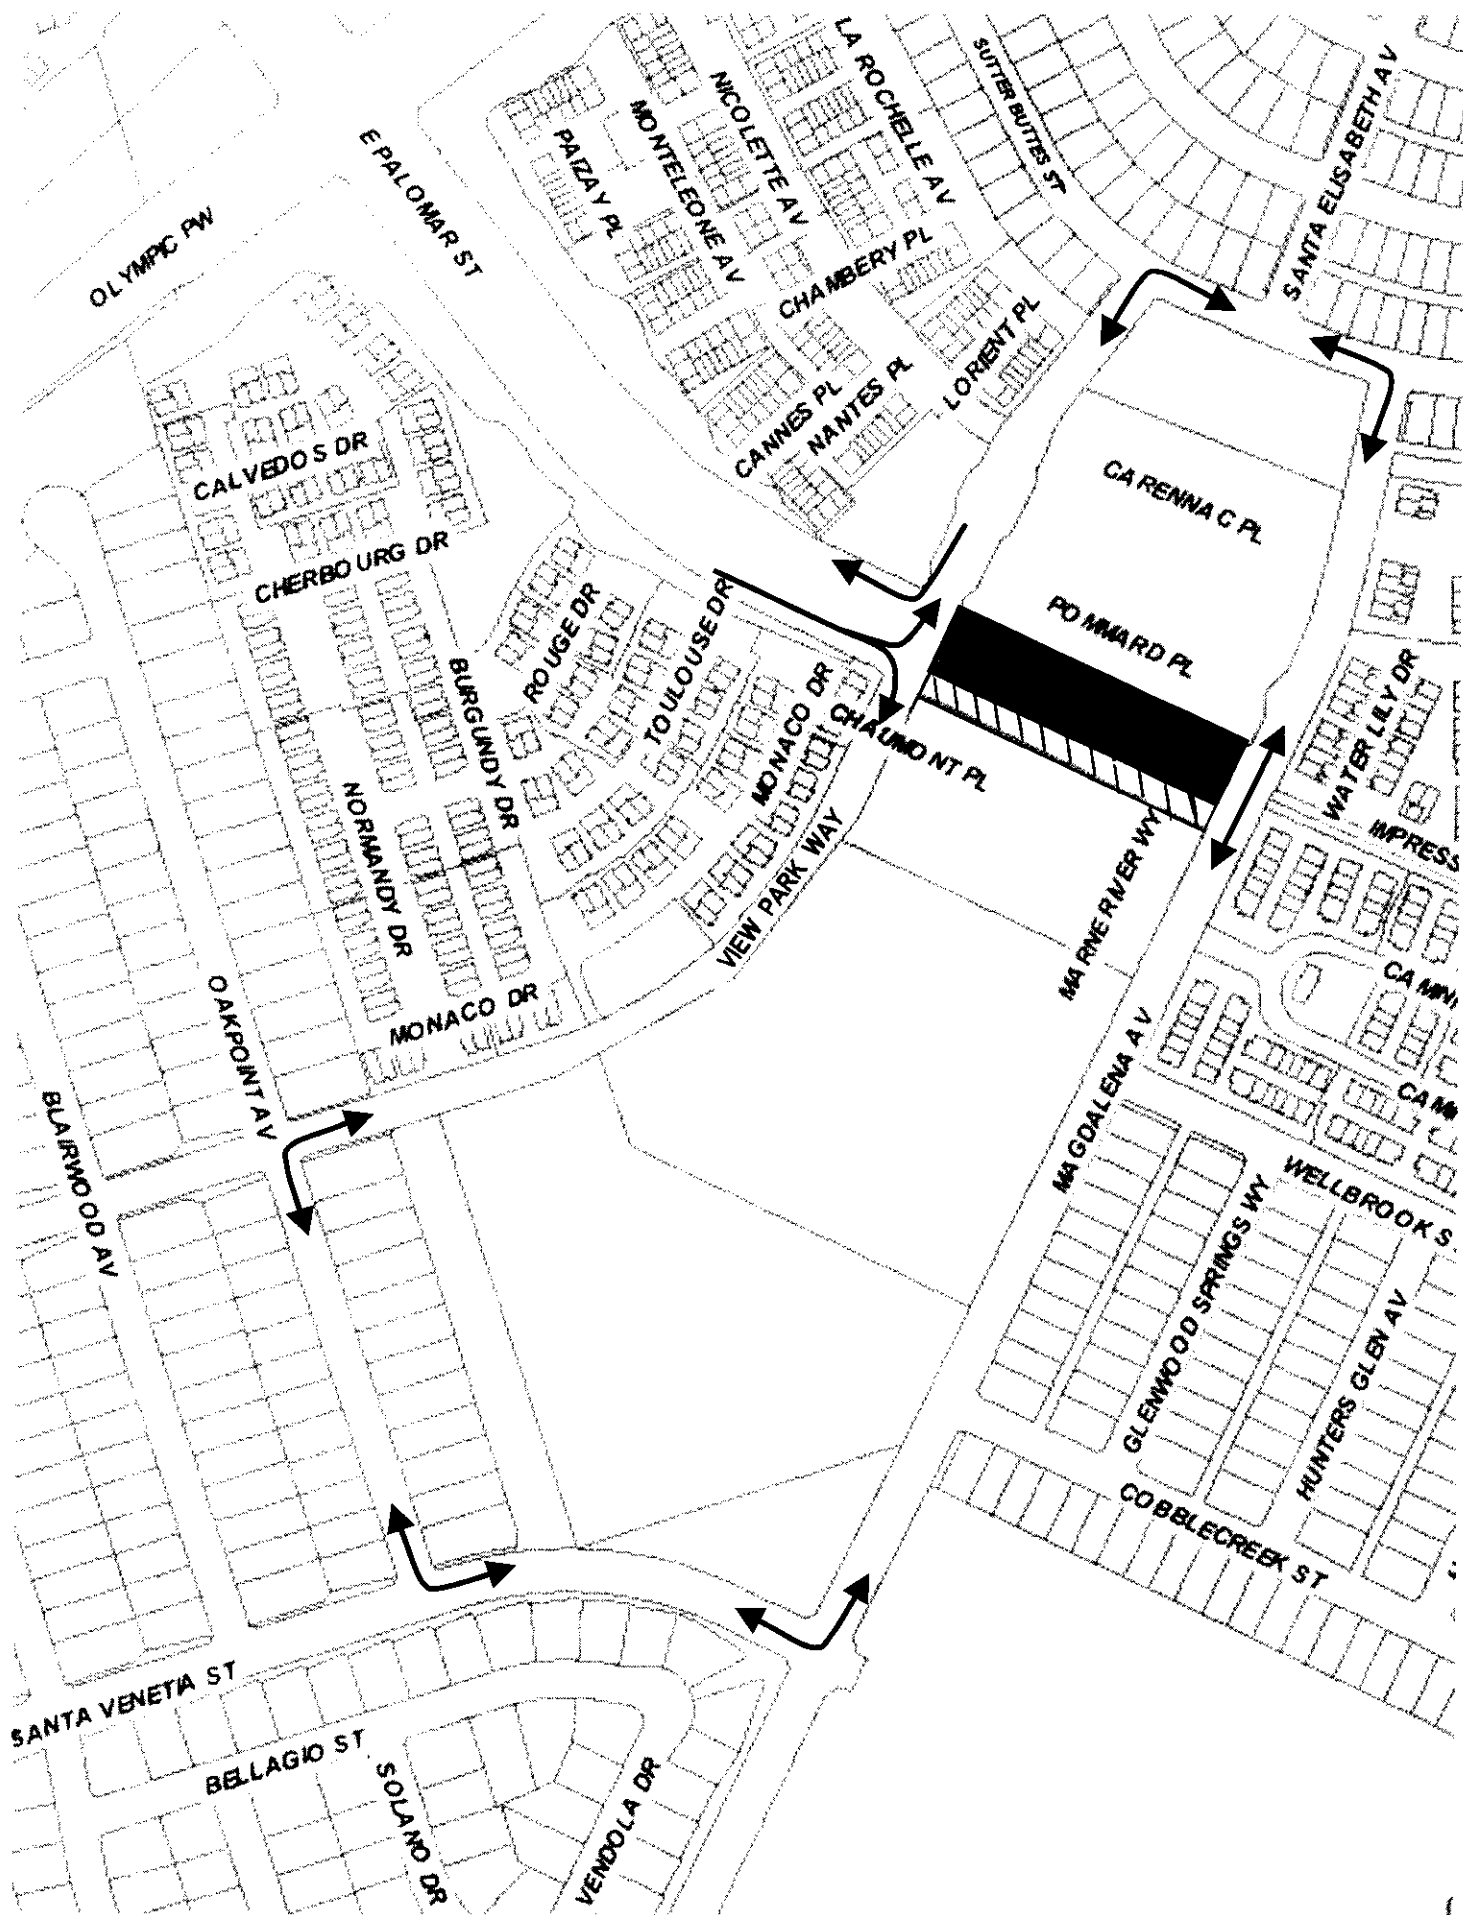 LA ROCHELLE AV
SUTTER BUTTES ST
SANTA ELISABETH AV
NICOLETTE AV
MONTELEONE AV
PAIZAY PL
E PALOMAR ST
OLYMPIC PW
CHAMBERY PL
LORIENT PL
CANNES PL
NANTES PL
CALVEDOS DR
CARENNAC PL
CHERBOURG DR
ROUGE DR
TOULOUSE DR
POMMARD PL
BURGUNDY DR
MONACO DR
CHAUMONT PL
WATER LILY DR
NORMANDY DR
VIEW PARK WAY
MARNE RIVER WY
IMPRESS
OAKPOINT AV
MONACO DR
CAMINI
MAGDALENA AV
CAMI
BLAIRWOOD AV
WELLBROOK S
GLENWOOD SPRINGS WY
HUNTERS GLEN AV
COBBLECREEK ST
SANTA VENETIA ST
BELLAGIO ST
SOLANO DR
VENDOLA DR